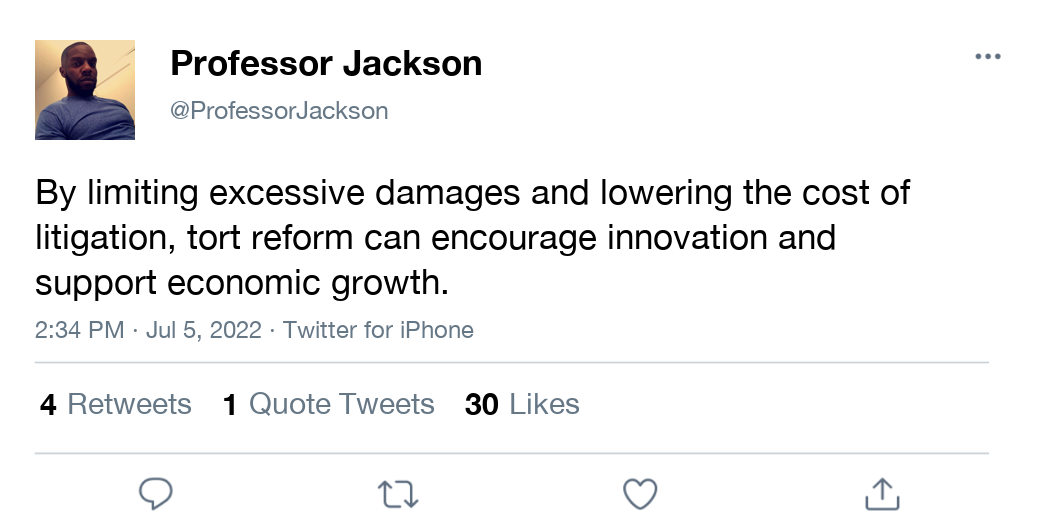 Professor Jackson
@ProfessorJackson
By limiting excessive damages and lowering the cost of
litigation, tort reform can encourage innovation and
support economic growth.
2:34 PM · Jul 5, 2022 · Twitter for iPhone
4 Retweets 1 Quote Tweets 30 Likes